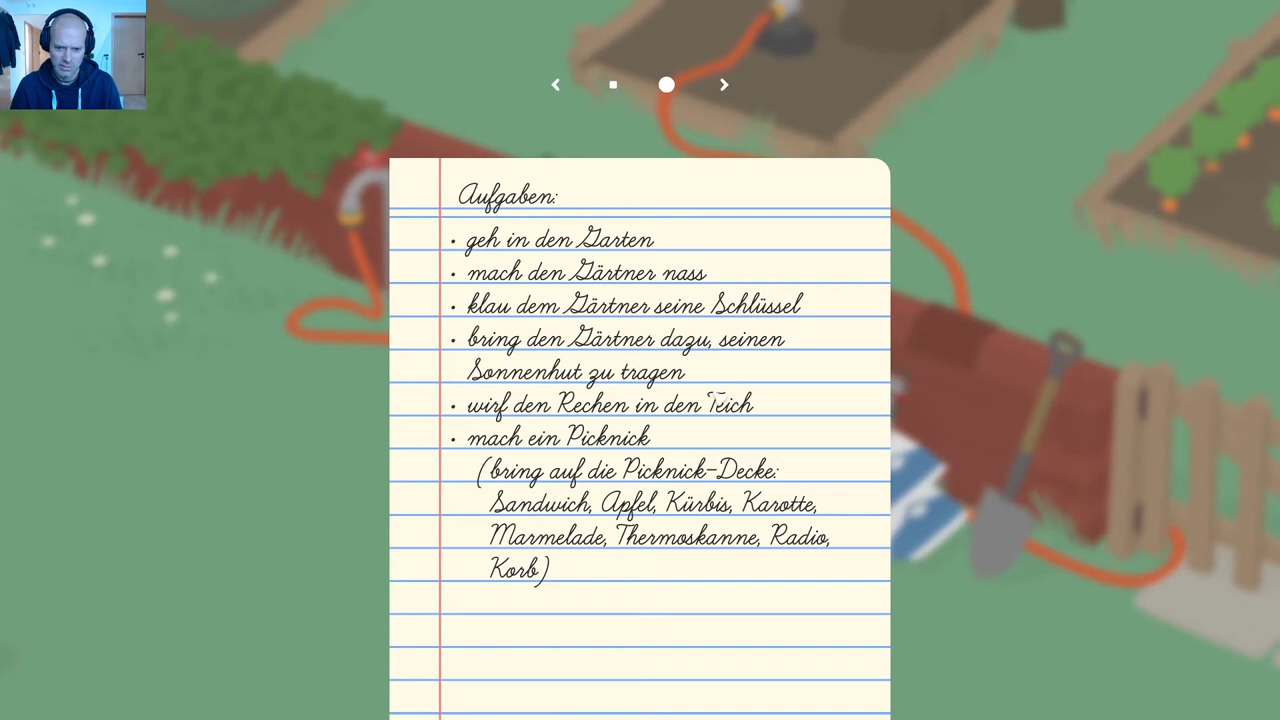 Aufgaben:
• geh in den Garten
• mach den Gärtner nass
• klau dem Gärtner seine Schlüssel
• bring den Gärtner dazu, seinen
Sonnenhut zu tragen
• wirf den Rechen in den Teich
• mach ein Picknick
(bring auf die Picknick-Decke:
Sandwich, Apfel, Kürbis, Karotte,
Marmelade, Thermoskanne, Radio,
Korb)